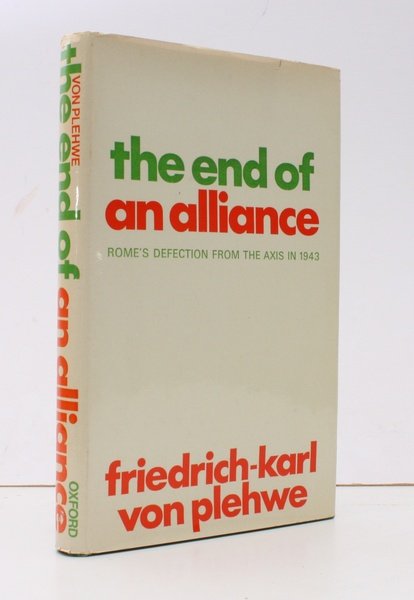 the end of
an alliance
ROME'S DEFECTION FROM THE AXIS IN 1943
friedrich-karl
von plehwe
the end of an alliance
VON PLEHWE
OXFORD